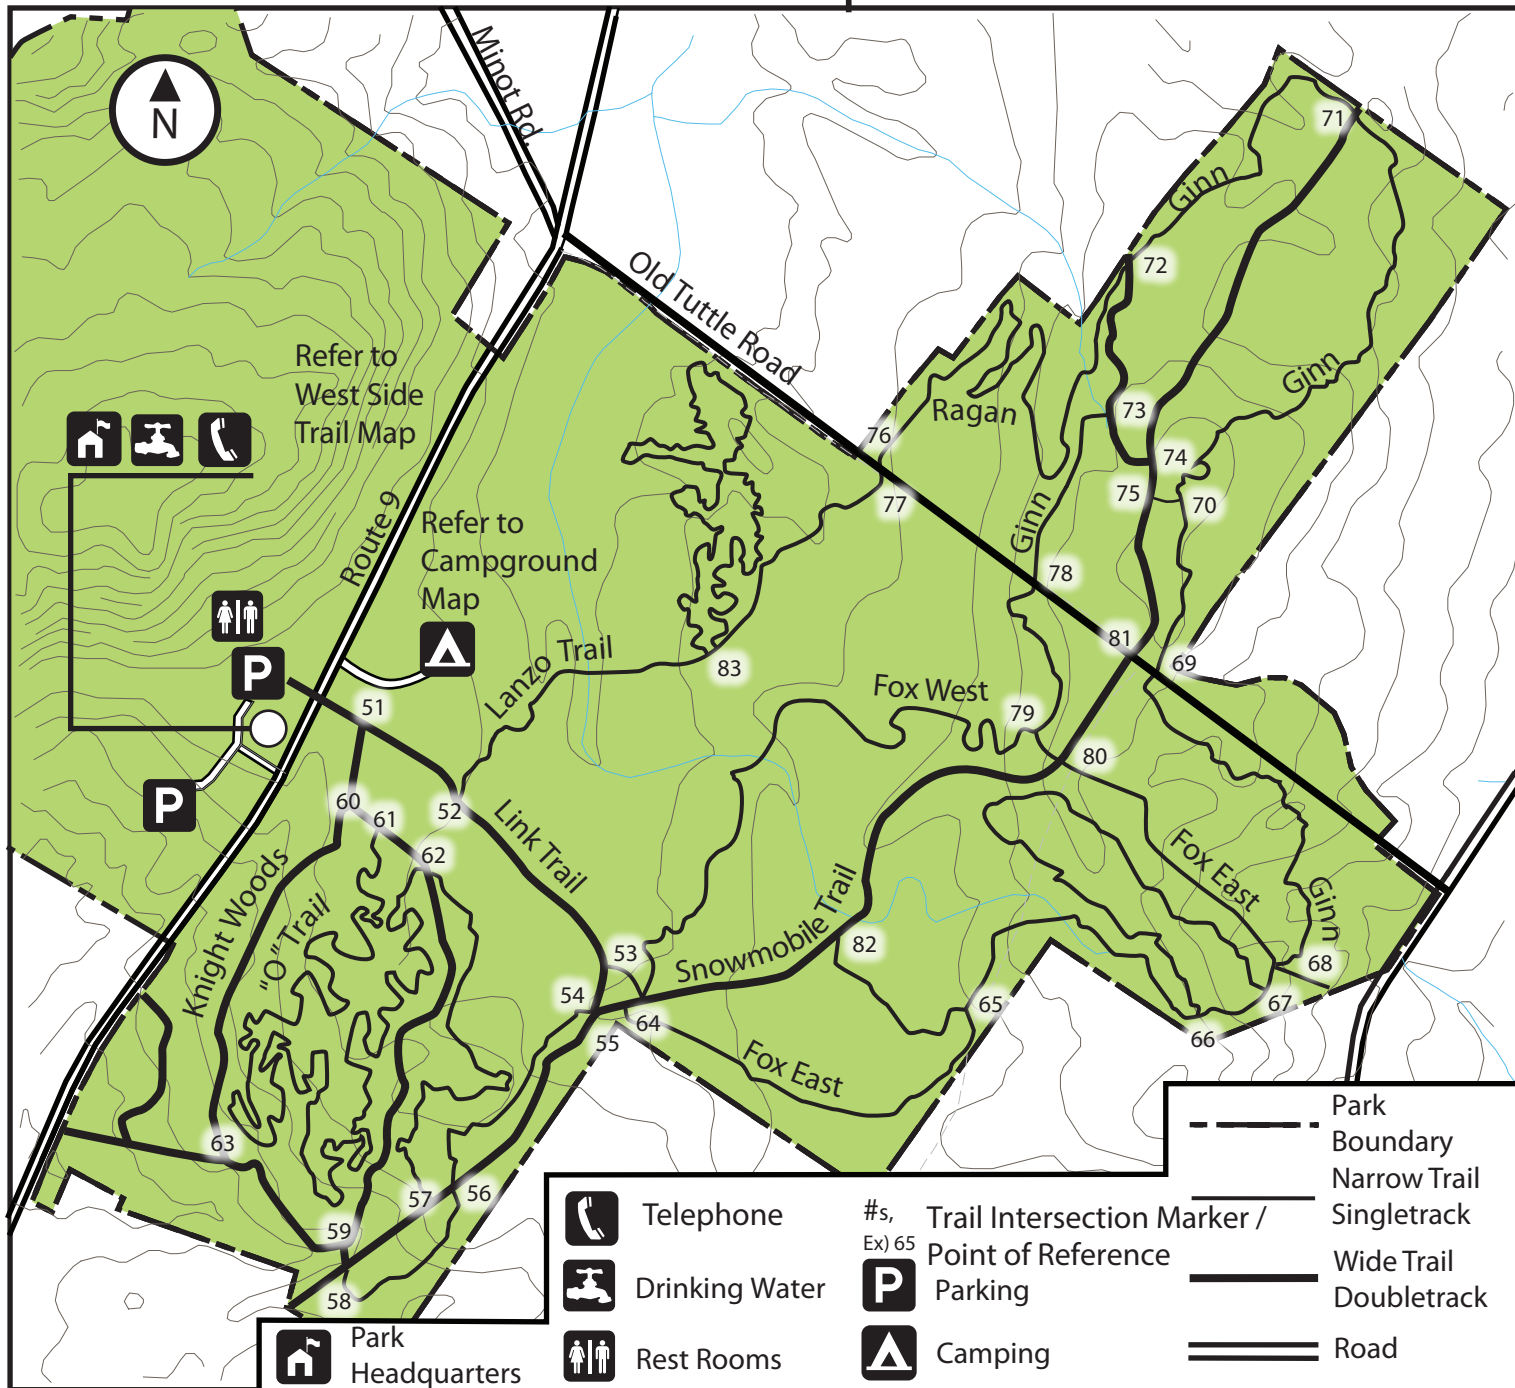 N
Minot Rd.
71
Ginn
72
Old Tuttle Road
Refer to
West Side
Trail Map
Ginn
Ragan
73
76
74
75
70
77
Route 9
Refer to
Campground
Map
Ginn
78
81
69
Lanzo Trail
83
Fox West
79
P
51
80
P
60
61
52
Link Trail
62
Fox East
Ginn
Knight Woods
"O" Trail
Snowmobile Trail
53
82
68
54
64
65
67
55
66
Fox East
63
57
56
59
58
Park
Boundary
Narrow Trail
Singletrack
Wide Trail
Doubletrack
Road
Telephone
#s,
Ex) 65
Trail Intersection Marker /
Point of Reference
Drinking Water
P
Parking
Park
Headquarters
Rest Rooms
Camping